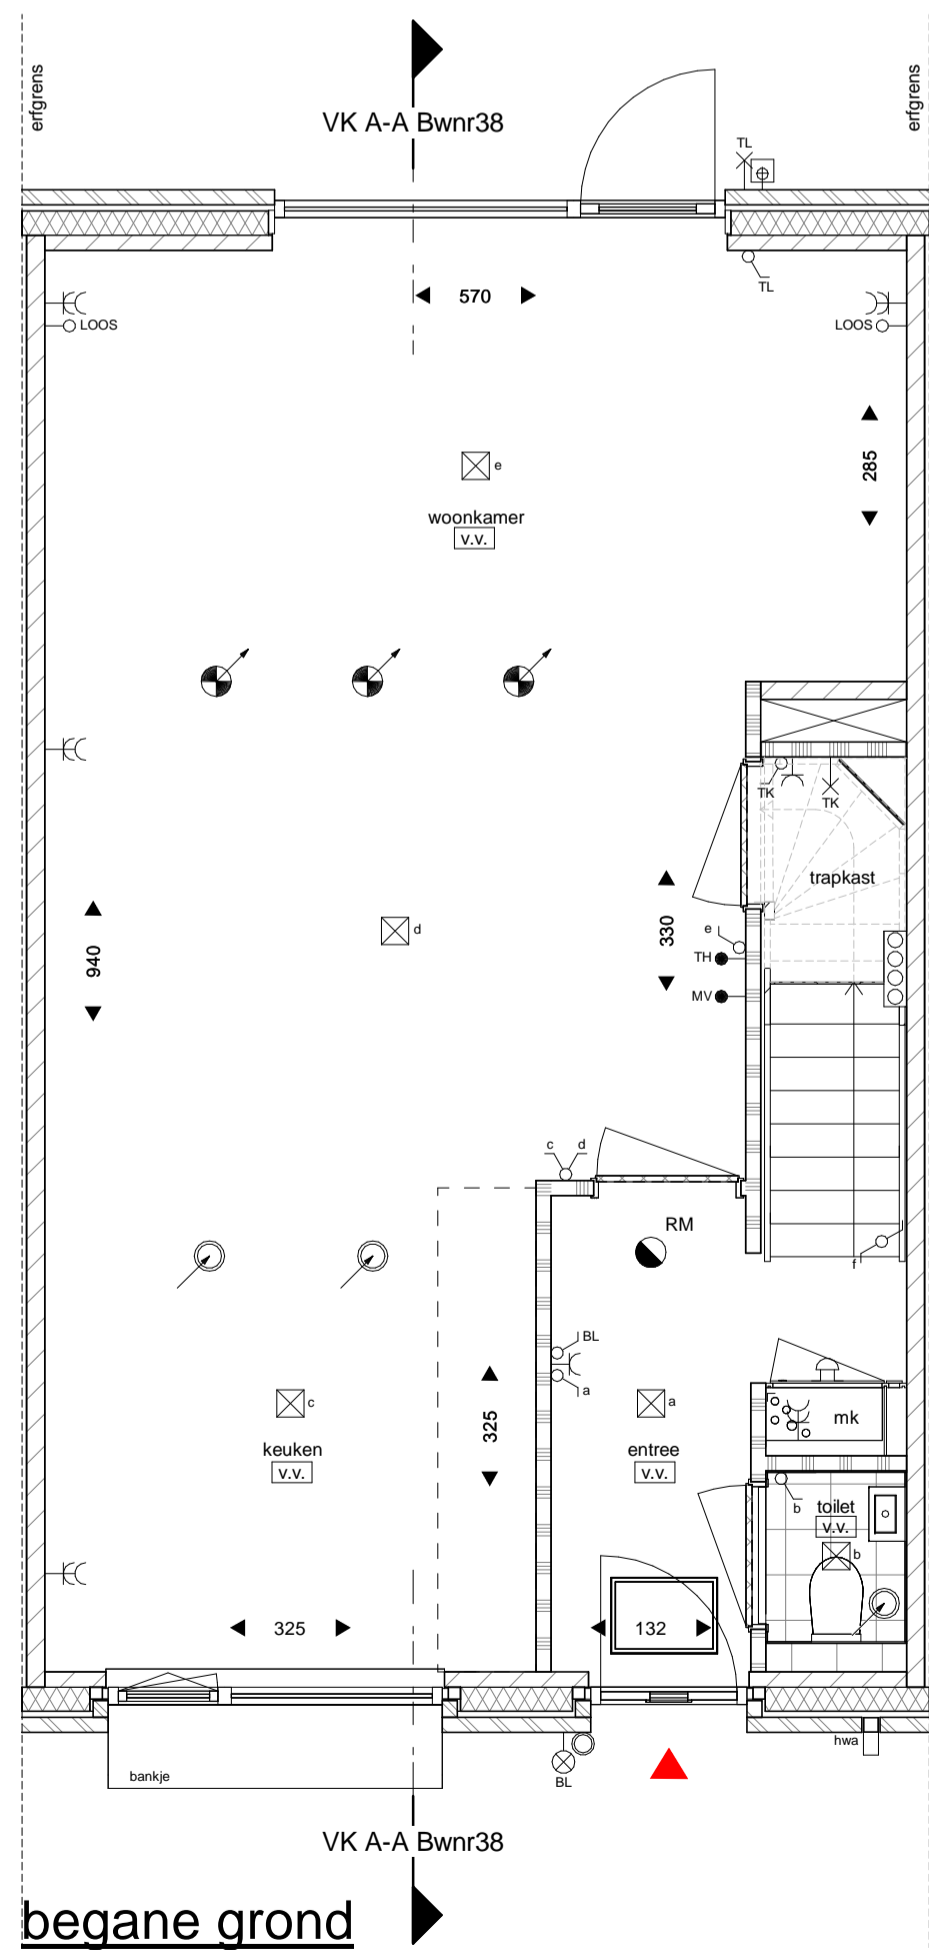 erfgrens
erfgrens
VK A-A Bwnr38
TL
TL
570
LOOS
LOOS
285
e
woonkamer
v.v.
TK
TK
trapkast
940
d
330
e
TH
MV
c d
RM
f
BL
a
325
c
keuken
v.v.
a
entree
v.v.
mk
b
toilet
v.v.
b
325
132
bankje
BL
hwa
VK A-A Bwnr38
begane grond